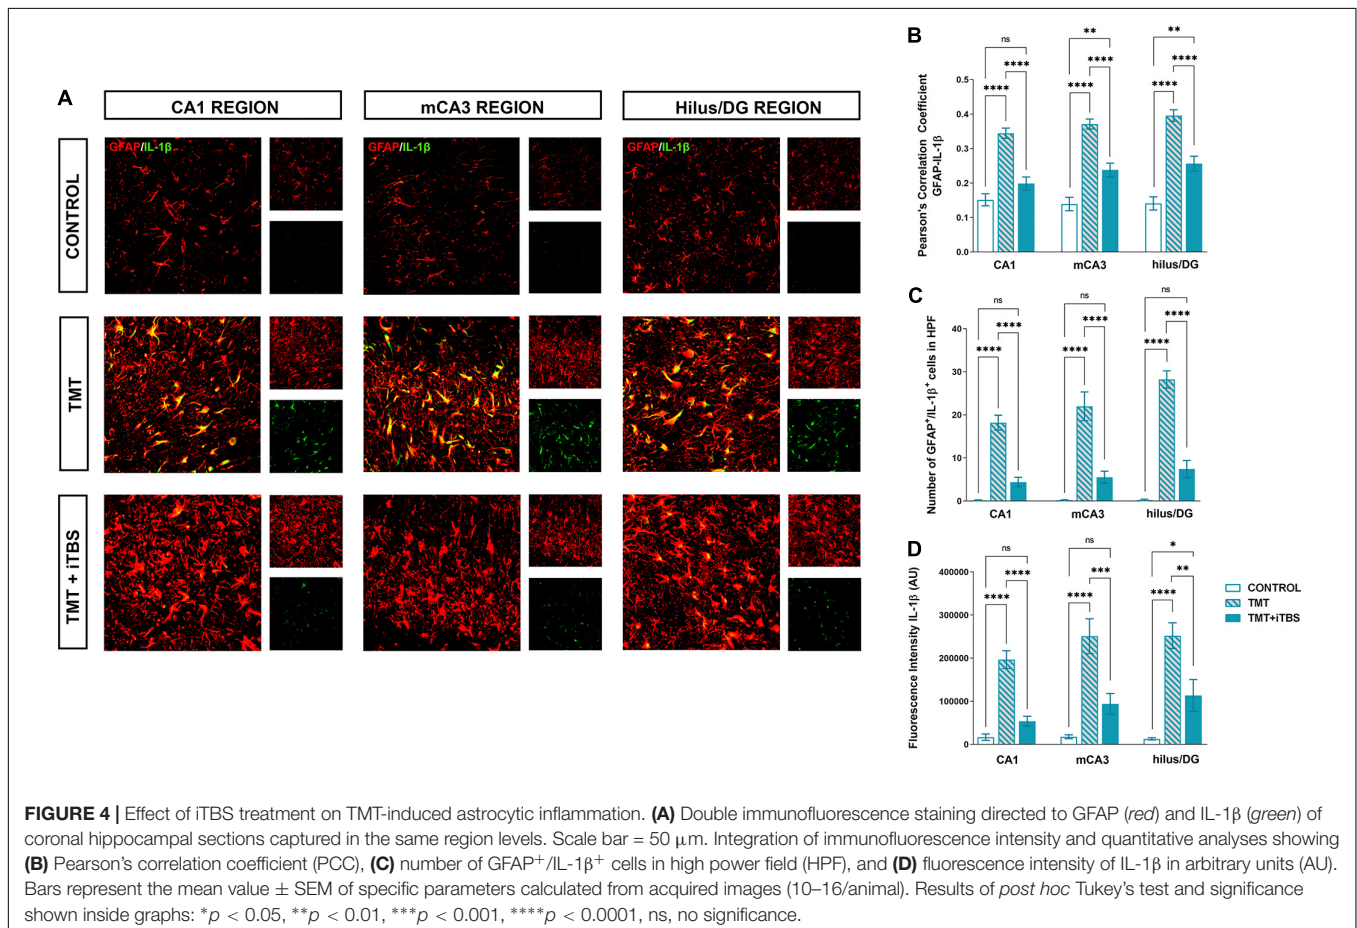 A
CA1 REGION
mCA3 REGION
Hilus/DG REGION
CONTROL
GFAP/IL-1β
GFAP/IL-1β
GFAP/IL-1β
TMT
TMT + iTBS
B
Pearson's Correlation Coefficient
GFAP-IL-1β
0.5
0.4
0.3
0.2
0.1
0.0
ns
**
**
**** ****
**** ****
**** ****
CA1
mCA3
hilus/DG
C
Number of GFAP⁺/IL-1β⁺ cells in HPF
40
30
20
10
0
ns
ns
ns
**** ****
**** ****
**** ****
CA1
mCA3
hilus/DG
D
Fluorescence Intensity IL-1β (AU)
400000
300000
200000
100000
0
ns
ns
*
**** ****
**** ***
**** **
CA1
mCA3
hilus/DG
CONTROL
TMT
TMT+iTBS
FIGURE 4 | Effect of iTBS treatment on TMT-induced astrocytic inflammation. (A) Double immunofluorescence staining directed to GFAP (red) and IL-1β (green) of
coronal hippocampal sections captured in the same region levels. Scale bar = 50 μm. Integration of immunofluorescence intensity and quantitative analyses showing
(B) Pearson's correlation coefficient (PCC), (C) number of GFAP⁺/IL-1β⁺ cells in high power field (HPF), and (D) fluorescence intensity of IL-1β in arbitrary units (AU).
Bars represent the mean value ± SEM of specific parameters calculated from acquired images (10–16/animal). Results of post hoc Tukey's test and significance
shown inside graphs: *p < 0.05, **p < 0.01, ***p < 0.001, ****p < 0.0001, ns, no significance.